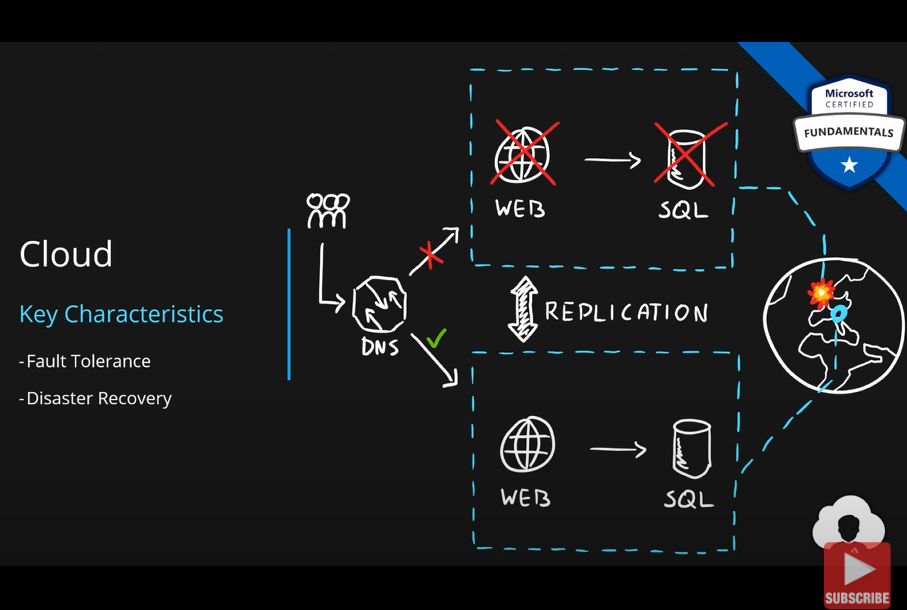 Cloud
Key Characteristics
-Fault Tolerance
-Disaster Recovery
DNS
WEB
SQL
REPLICATION
WEB
SQL
Microsoft
CERTIFIED
FUNDAMENTALS
SUBSCRIBE